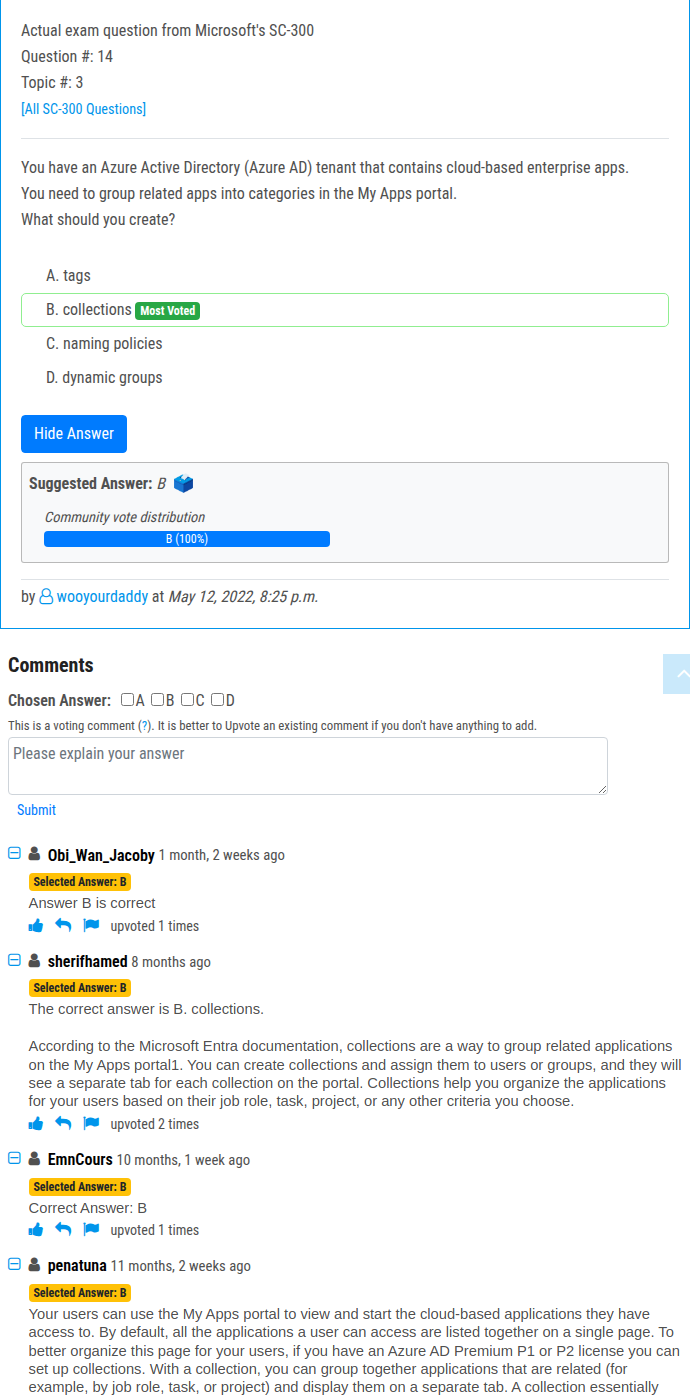 Actual exam question from Microsoft's SC-300
Question #: 14
Topic #: 3
[All SC-300 Questions]
You have an Azure Active Directory (Azure AD) tenant that contains cloud-based enterprise apps.
You need to group related apps into categories in the My Apps portal.
What should you create?
A. tags
B. collections Most Voted
C. naming policies
D. dynamic groups
Hide Answer
Suggested Answer: B
Community vote distribution
B (100%)
by wooyourdaddy at May 12, 2022, 8:25 p.m.
Comments
Chosen Answer: A B C D
This is a voting comment (?). It is better to Upvote an existing comment if you don't have anything to add.
Please explain your answer
Submit
Obi_Wan_Jacoby 1 month, 2 weeks ago
Selected Answer: B
Answer B is correct
upvoted 1 times
sherifhamed 8 months ago
Selected Answer: B
The correct answer is B. collections.
According to the Microsoft Entra documentation, collections are a way to group related applications
on the My Apps portal1. You can create collections and assign them to users or groups, and they will
see a separate tab for each collection on the portal. Collections help you organize the applications
for your users based on their job role, task, project, or any other criteria you choose.
upvoted 2 times
EmnCours 10 months, 1 week ago
Selected Answer: B
Correct Answer: B
upvoted 1 times
penatuna 11 months, 2 weeks ago
Selected Answer: B
Your users can use the My Apps portal to view and start the cloud-based applications they have
access to. By default, all the applications a user can access are listed together on a single page. To
better organize this page for your users, if you have an Azure AD Premium P1 or P2 license you can
set up collections. With a collection, you can group together applications that are related (for
example, by job role, task, or project) and display them on a separate tab. A collection essentially